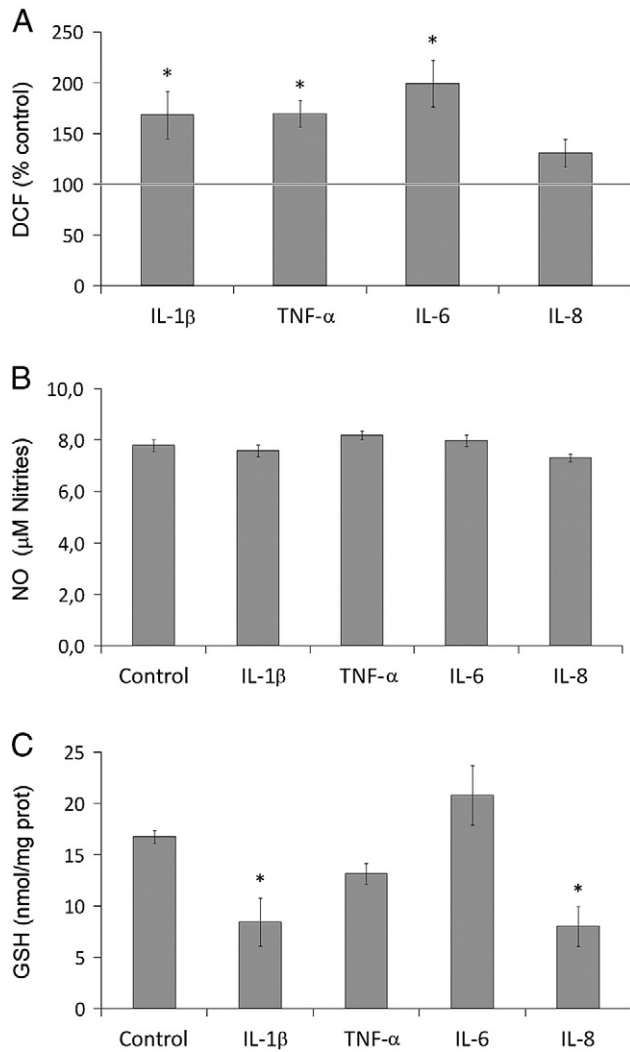 A
DCF (% control)
250
200
150
100
50
0
* * *
IL-1β TNF-α IL-6 IL-8
B
NO (μM Nitrites)
10,0
8,0
6,0
4,0
2,0
0,0
Control IL-1β TNF-α IL-6 IL-8
C
GSH (nmol/mg prot)
25
20
15
10
5
0
* *
Control IL-1β TNF-α IL-6 IL-8